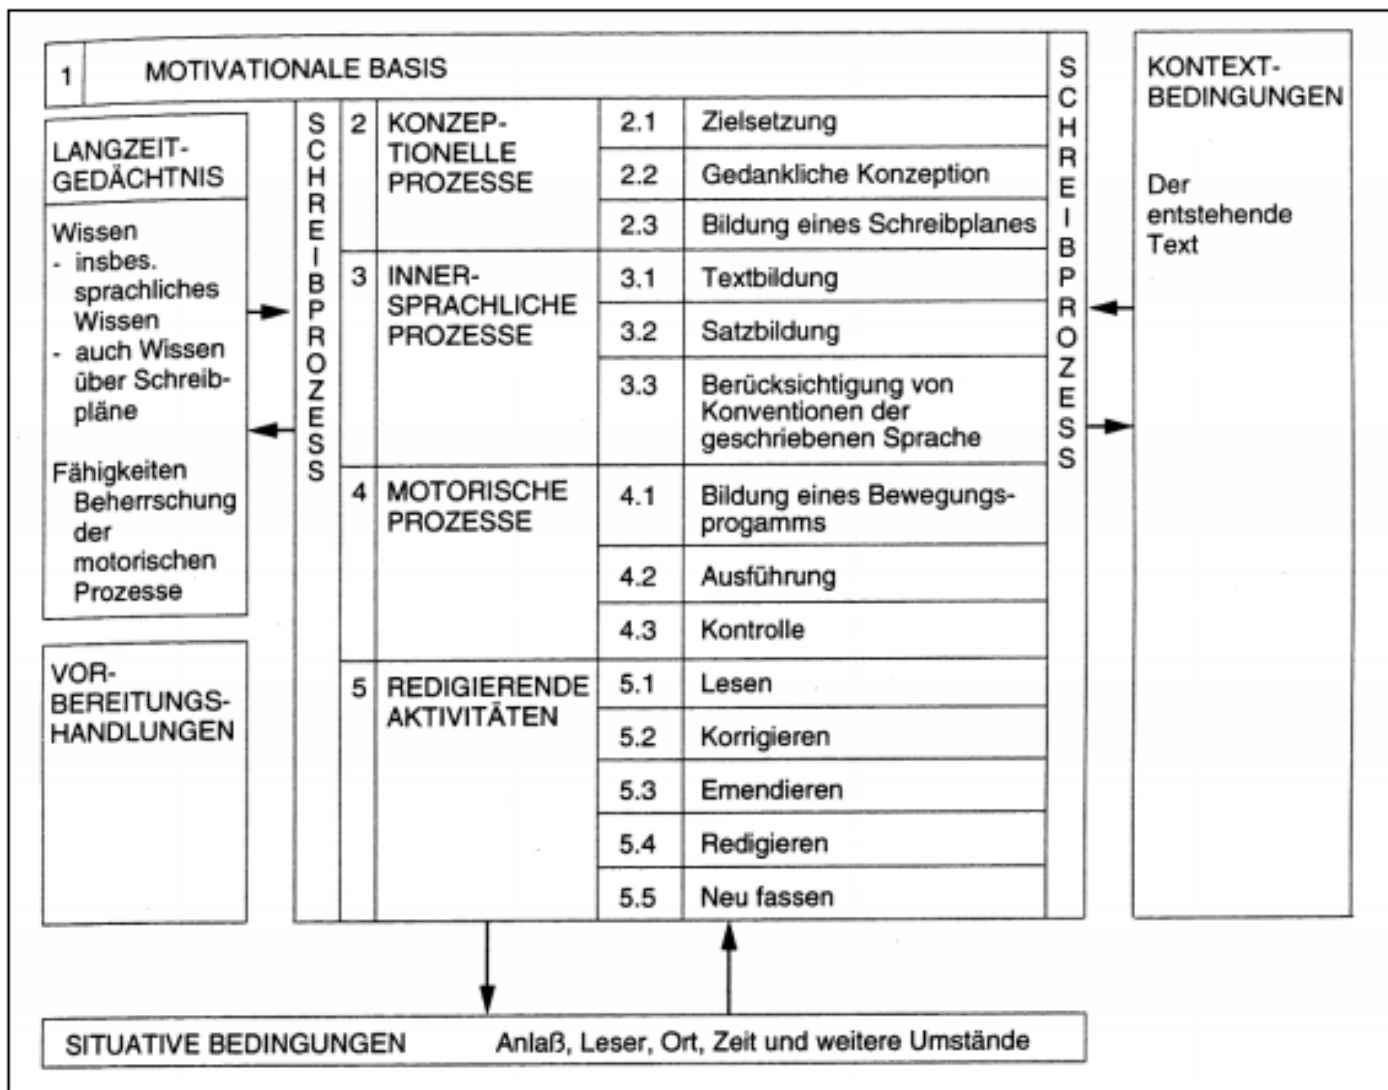 1 MOTIVATIONALE BASIS
LANGZEIT-
GEDÄCHTNIS
Wissen
- insbes.
sprachliches
Wissen
- auch Wissen
über Schreib-
pläne
Fähigkeiten
Beherrschung
der
motorischen
Prozesse
VOR-
BEREITUNGS-
HANDLUNGEN
SCHREIBPROZESS
2 KONZEP-
TIONELLE
PROZESSE
2.1 Zielsetzung
2.2 Gedankliche Konzeption
2.3 Bildung eines Schreibplanes
3 INNER-
SPRACHLICHE
PROZESSE
3.1 Textbildung
3.2 Satzbildung
3.3 Berücksichtigung von
Konventionen der
geschriebenen Sprache
4 MOTORISCHE
PROZESSE
4.1 Bildung eines Bewegungs-
progamms
4.2 Ausführung
4.3 Kontrolle
5 REDIGIERENDE
AKTIVITÄTEN
5.1 Lesen
5.2 Korrigieren
5.3 Emendieren
5.4 Redigieren
5.5 Neu fassen
SCHREIBPROZESS
KONTEXT-
BEDINGUNGEN
Der
entstehende
Text
SITUATIVE BEDINGUNGEN Anlaß, Leser, Ort, Zeit und weitere Umstände